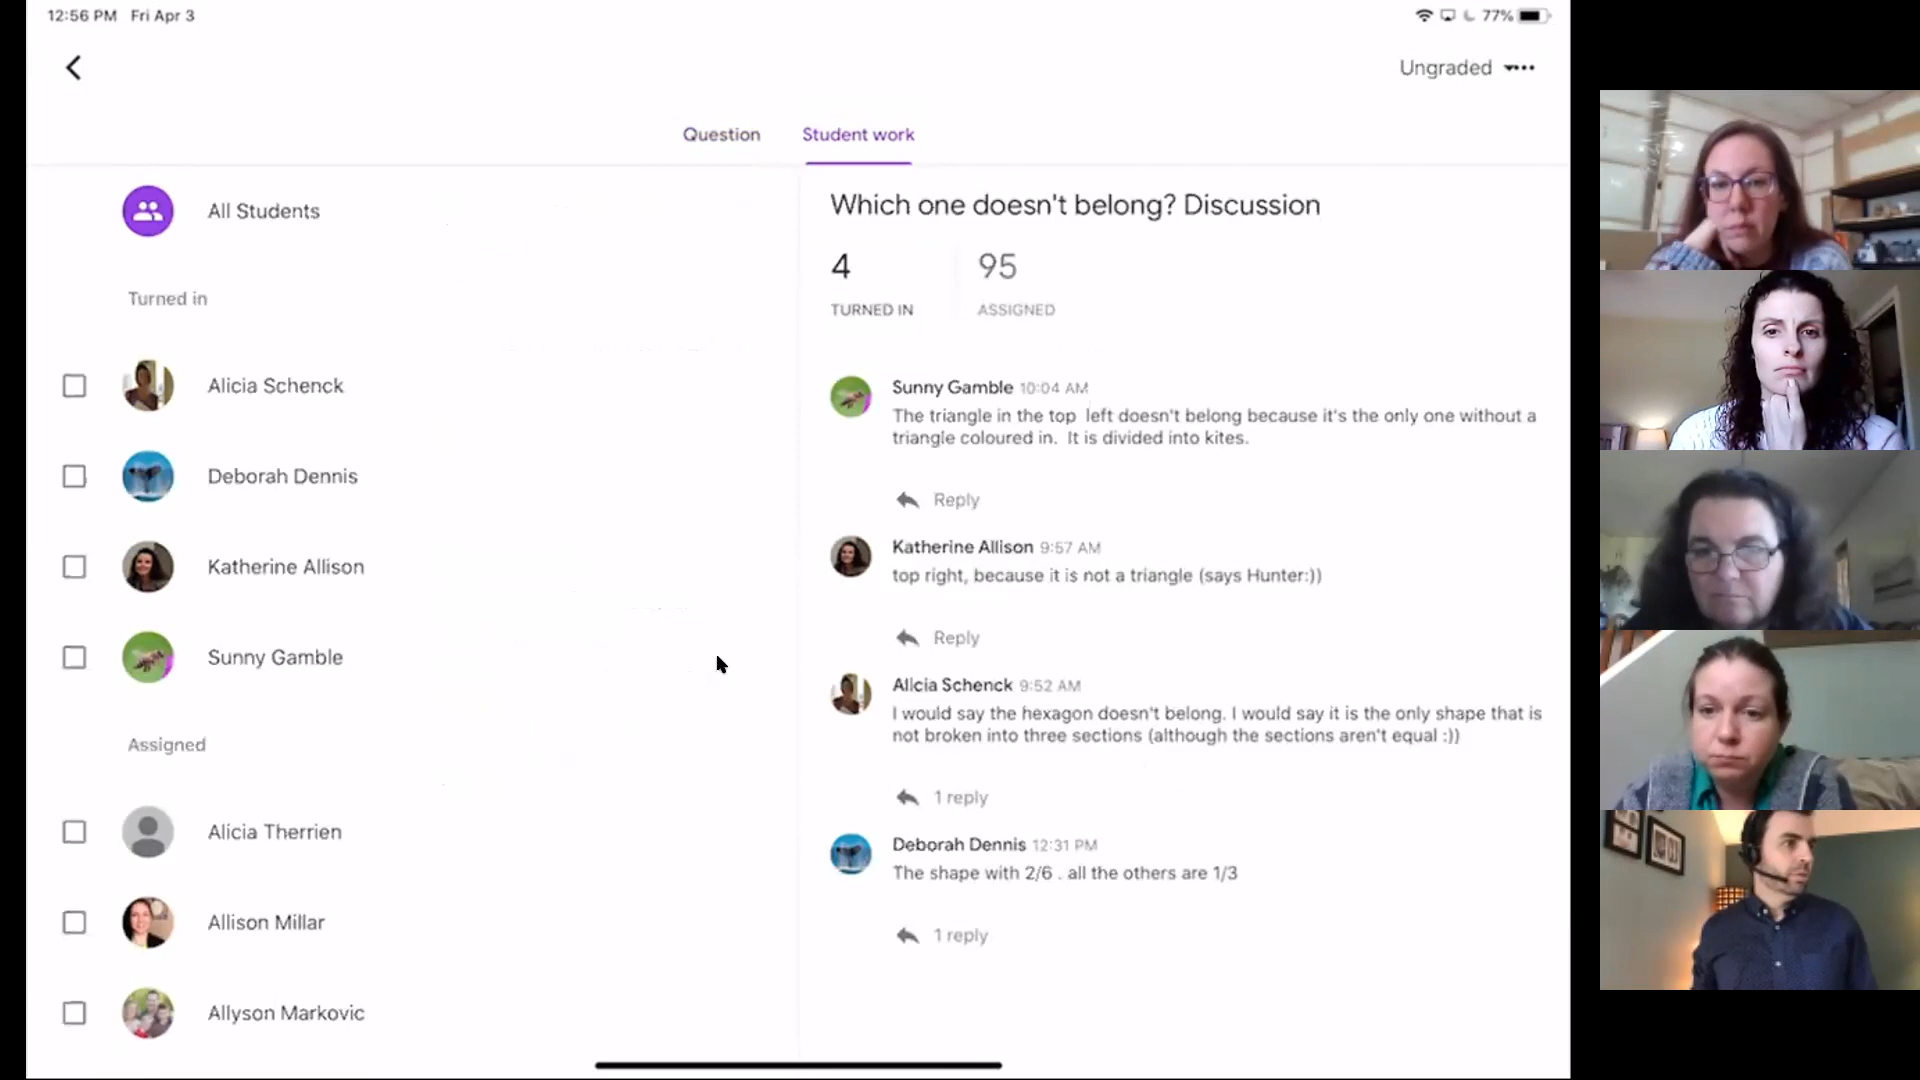 12:56 PM Fri Apr 3
77%
Ungraded
Question
Student work
All Students
Turned in
Alicia Schenck
Deborah Dennis
Katherine Allison
Sunny Gamble
Assigned
Alicia Therrien
Allison Millar
Allyson Markovic
Which one doesn't belong? Discussion
4
95
TURNED IN
ASSIGNED
Sunny Gamble 10:04 AM
The triangle in the top left doesn't belong because it's the only one without a
triangle coloured in. It is divided into kites.
Reply
Katherine Allison 9:57 AM
top right, because it is not a triangle (says Hunter:))
Reply
Alicia Schenck 9:52 AM
I would say the hexagon doesn't belong. I would say it is the only shape that is
not broken into three sections (although the sections aren't equal :))
1 reply
Deborah Dennis 12:31 PM
The shape with 2/6 . all the others are 1/3
1 reply